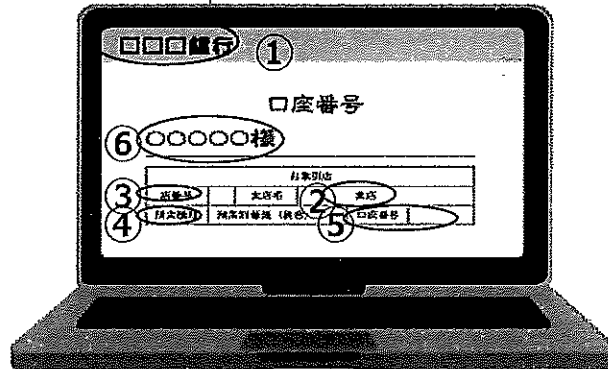 □□□銀行 ①
口座番号
⑥ ○○○○○様
お取引店
③ 店番号 支店名 ② 支店
④ 預金種別 ⑤ 口座番号